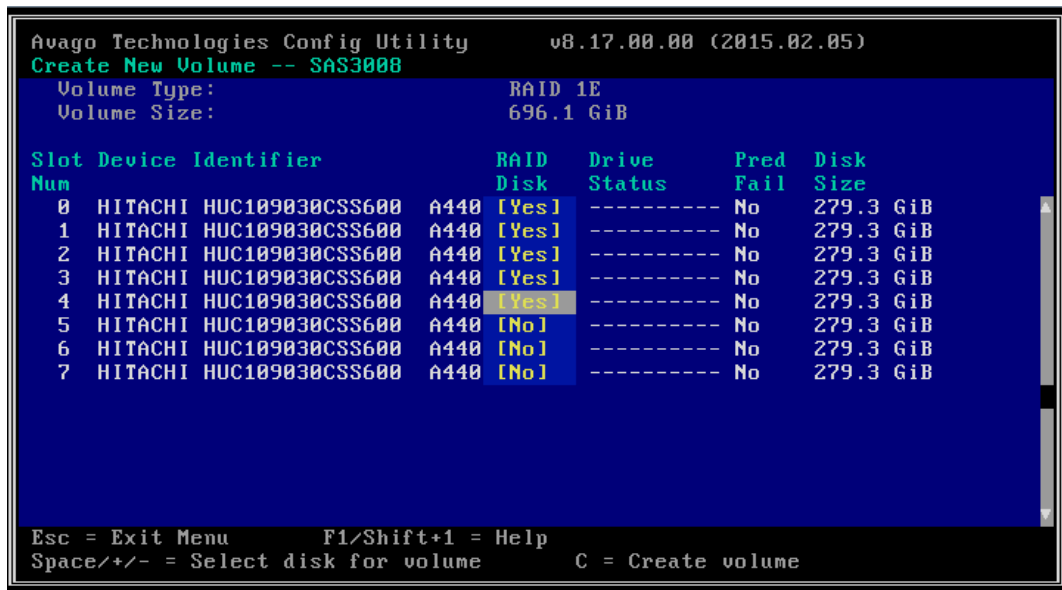 Avago Technologies Config Utility v8.17.00.00 (2015.02.05)
Create New Volume -- SAS3008
Volume Type: RAID 1E
Volume Size: 696.1 GiB
Slot Device Identifier RAID Drive Pred Disk
Num Disk Status Fail Size
0 HITACHI HUC109030CSS600 A440 [Yes] ---------- No 279.3 GiB
1 HITACHI HUC109030CSS600 A440 [Yes] ---------- No 279.3 GiB
2 HITACHI HUC109030CSS600 A440 [Yes] ---------- No 279.3 GiB
3 HITACHI HUC109030CSS600 A440 [Yes] ---------- No 279.3 GiB
4 HITACHI HUC109030CSS600 A440 [Yes] ---------- No 279.3 GiB
5 HITACHI HUC109030CSS600 A440 [No] ---------- No 279.3 GiB
6 HITACHI HUC109030CSS600 A440 [No] ---------- No 279.3 GiB
7 HITACHI HUC109030CSS600 A440 [No] ---------- No 279.3 GiB
Esc = Exit Menu F1/Shift+1 = Help
Space/+/- = Select disk for volume C = Create volume